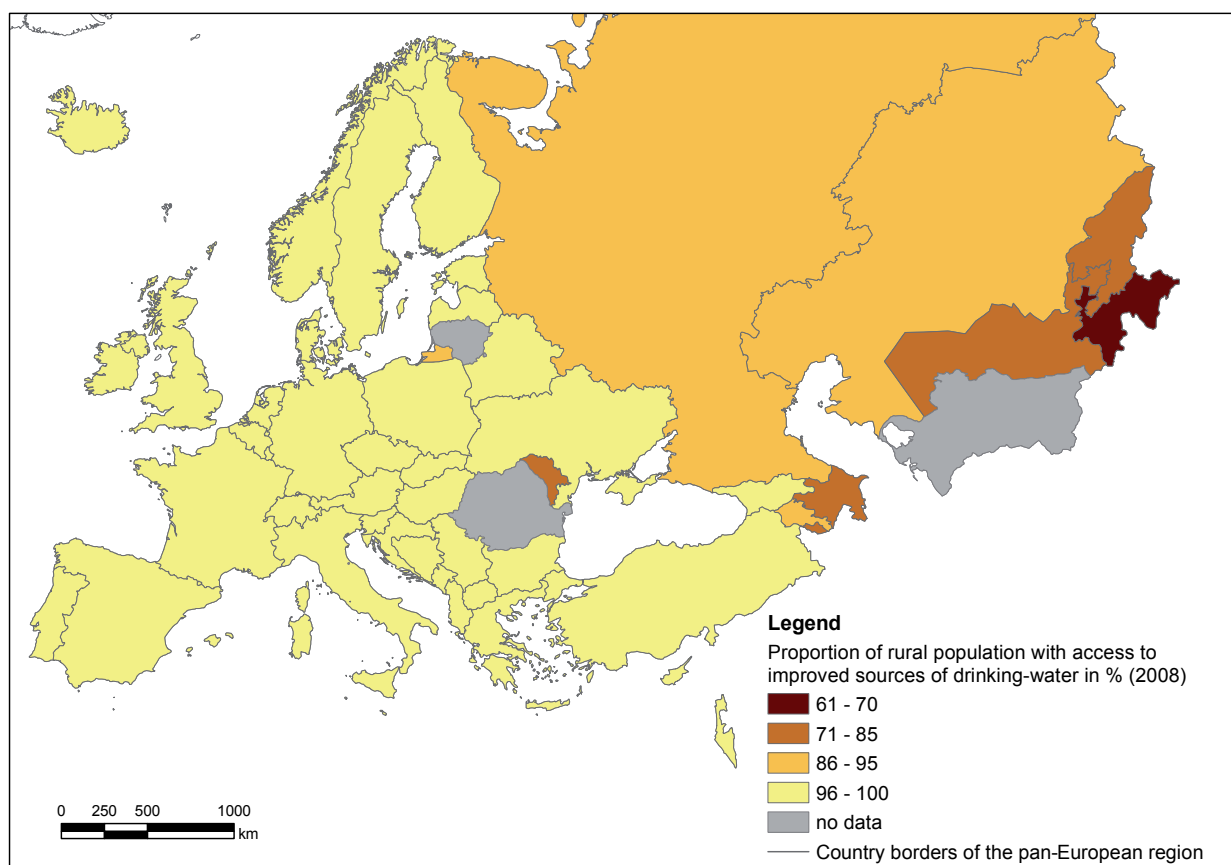 Legend
Proportion of rural population with access to
improved sources of drinking-water in % (2008)
61 - 70
71 - 85
86 - 95
96 - 100
no data
Country borders of the pan-European region
0 250 500 1000
km